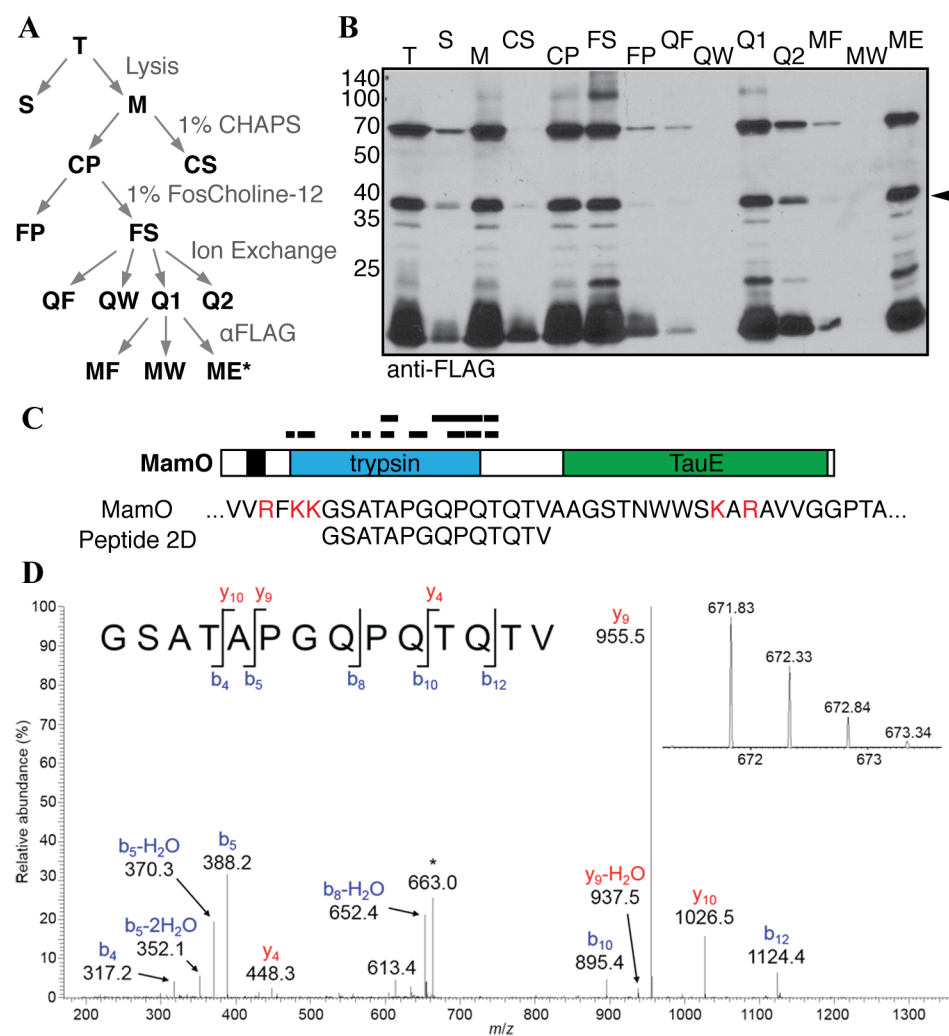 A
T
Lysis
S
M
1% CHAPS
CP
CS
1% FosCholine-12
FP
FS
Ion Exchange
QF QW Q1 Q2
αFLAG
MF MW ME*
B
T S M CS CP FS FP QF QW Q1 Q2 MF MW ME
140
100
70
50
40
35
25
anti-FLAG
C
MamO trypsin TauE
MamO ...VVRFKKGSATAPGQPQTQTVAAGSTNWWSKARAVVGGPTA...
Peptide 2D GSATAPGQPQTQTV
D
y10 y9 y4
G S A T A P G Q P Q T Q T V
b4 b5 b8 b10 b12
y9
955.5
671.83
672.33
672.84
673.34
672 673
b5-H2O
370.3
b5
388.2
b5-2H2O
352.1
b4
317.2
y4
448.3
613.4
b8-H2O
652.4
*
663.0
y9-H2O
937.5
b10
895.4
y10
1026.5
b12
1124.4
Relative abundance (%)
100
90
80
70
60
50
40
30
20
10
0
200 300 400 500 600 700 800 900 1000 1100 1200 1300
m/z